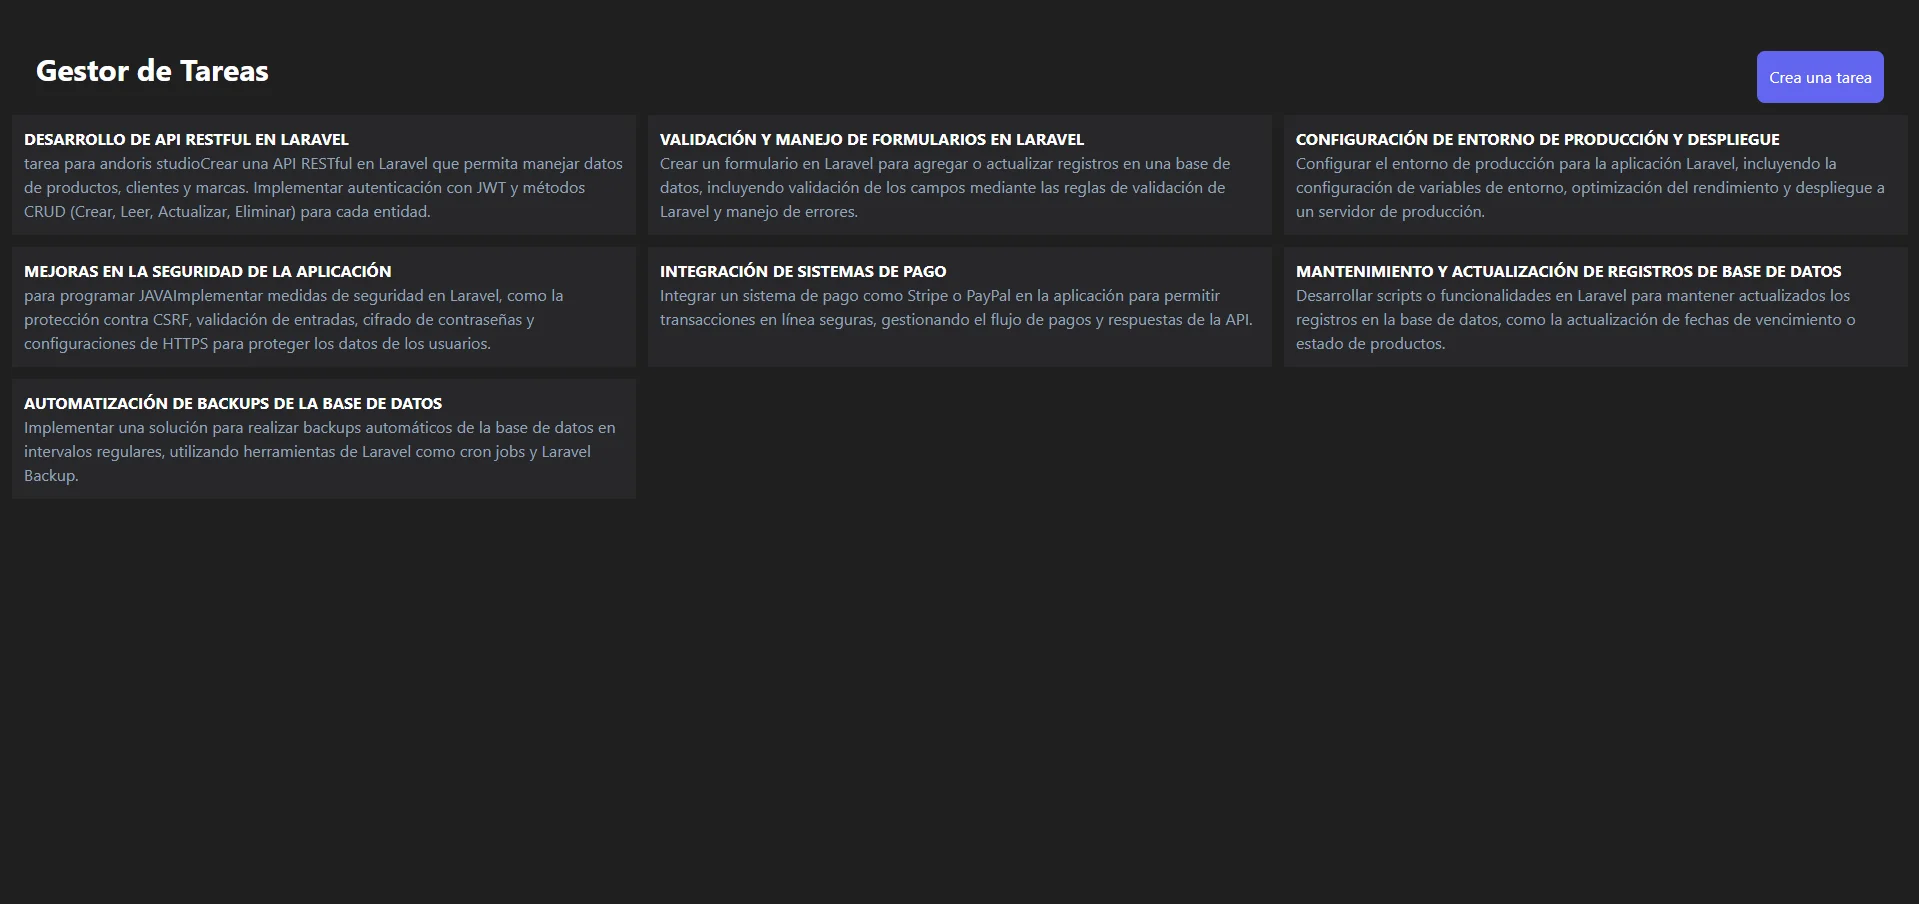 Gestor de Tareas
Crea una tarea
DESARROLLO DE API RESTFUL EN LARAVEL
tarea para andoris studioCrear una API RESTful en Laravel que permita manejar datos
de productos, clientes y marcas. Implementar autenticación con JWT y métodos
CRUD (Crear, Leer, Actualizar, Eliminar) para cada entidad.
VALIDACIÓN Y MANEJO DE FORMULARIOS EN LARAVEL
Crear un formulario en Laravel para agregar o actualizar registros en una base de
datos, incluyendo validación de los campos mediante las reglas de validación de
Laravel y manejo de errores.
CONFIGURACIÓN DE ENTORNO DE PRODUCCIÓN Y DESPLIEGUE
Configurar el entorno de producción para la aplicación Laravel, incluyendo la
configuración de variables de entorno, optimización del rendimiento y despliegue a
un servidor de producción.
MEJORAS EN LA SEGURIDAD DE LA APLICACIÓN
para programar JAVAImplementar medidas de seguridad en Laravel, como la
protección contra CSRF, validación de entradas, cifrado de contraseñas y
configuraciones de HTTPS para proteger los datos de los usuarios.
INTEGRACIÓN DE SISTEMAS DE PAGO
Integrar un sistema de pago como Stripe o PayPal en la aplicación para permitir
transacciones en línea seguras, gestionando el flujo de pagos y respuestas de la API.
MANTENIMIENTO Y ACTUALIZACIÓN DE REGISTROS DE BASE DE DATOS
Desarrollar scripts o funcionalidades en Laravel para mantener actualizados los
registros en la base de datos, como la actualización de fechas de vencimiento o
estado de productos.
AUTOMATIZACIÓN DE BACKUPS DE LA BASE DE DATOS
Implementar una solución para realizar backups automáticos de la base de datos en
intervalos regulares, utilizando herramientas de Laravel como cron jobs y Laravel
Backup.